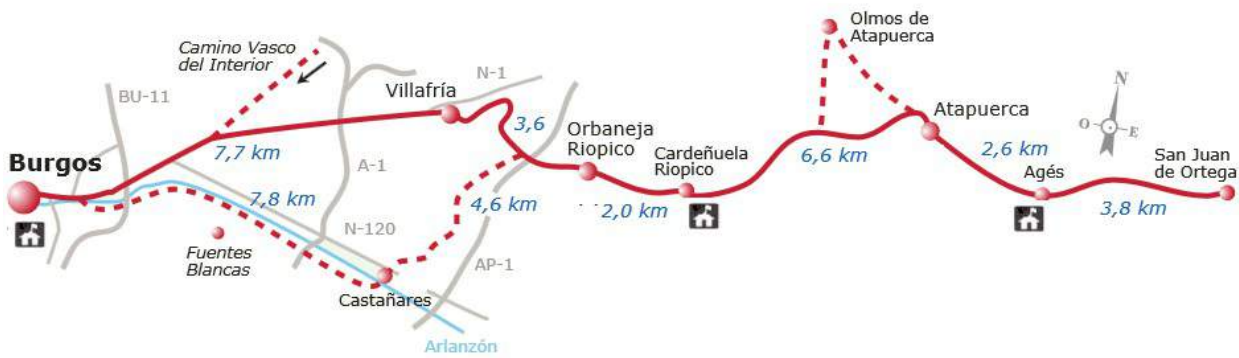 Camino Vasco
del Interior
BU-11
Burgos
7,7 km
7,8 km
Fuentes
Blancas
A-1
N-120
Villafría
N-1
3,6
4,6 km
AP-1
Castañares
Arlanzón
Orbaneja
Riopico
2,0 km
Cardeñuela
Riopico
6,6 km
Olmos de
Atapuerca
Atapuerca
2,6 km
Agés
3,8 km
San Juan
de Ortega
N
O
E